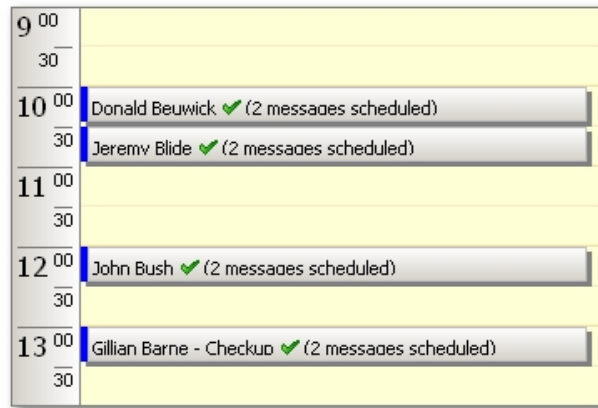 9 00
30
10 00
Donald Beuwick (2 messages scheduled)
30
Jeremy Blide (2 messages scheduled)
11 00
30
12 00
John Bush (2 messages scheduled)
30
13 00
Gillian Barne - Checkup (2 messages scheduled)
30